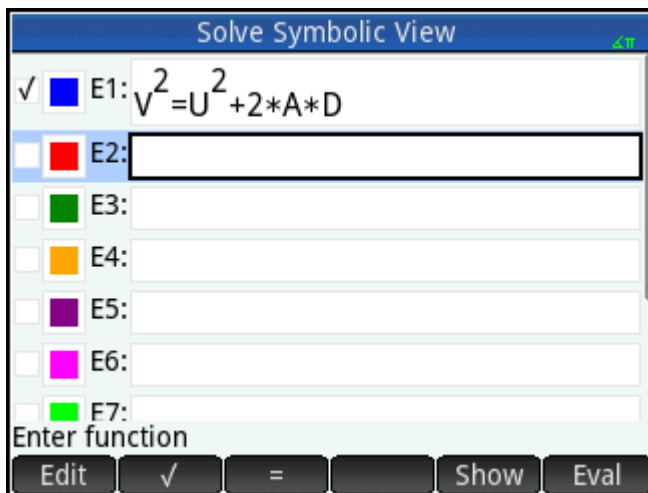 Solve Symbolic View
∡π
√ E1: V²=U²+2*A*D
E2:
E3:
E4:
E5:
E6:
E7:
Enter function
Edit √ = Show Eval